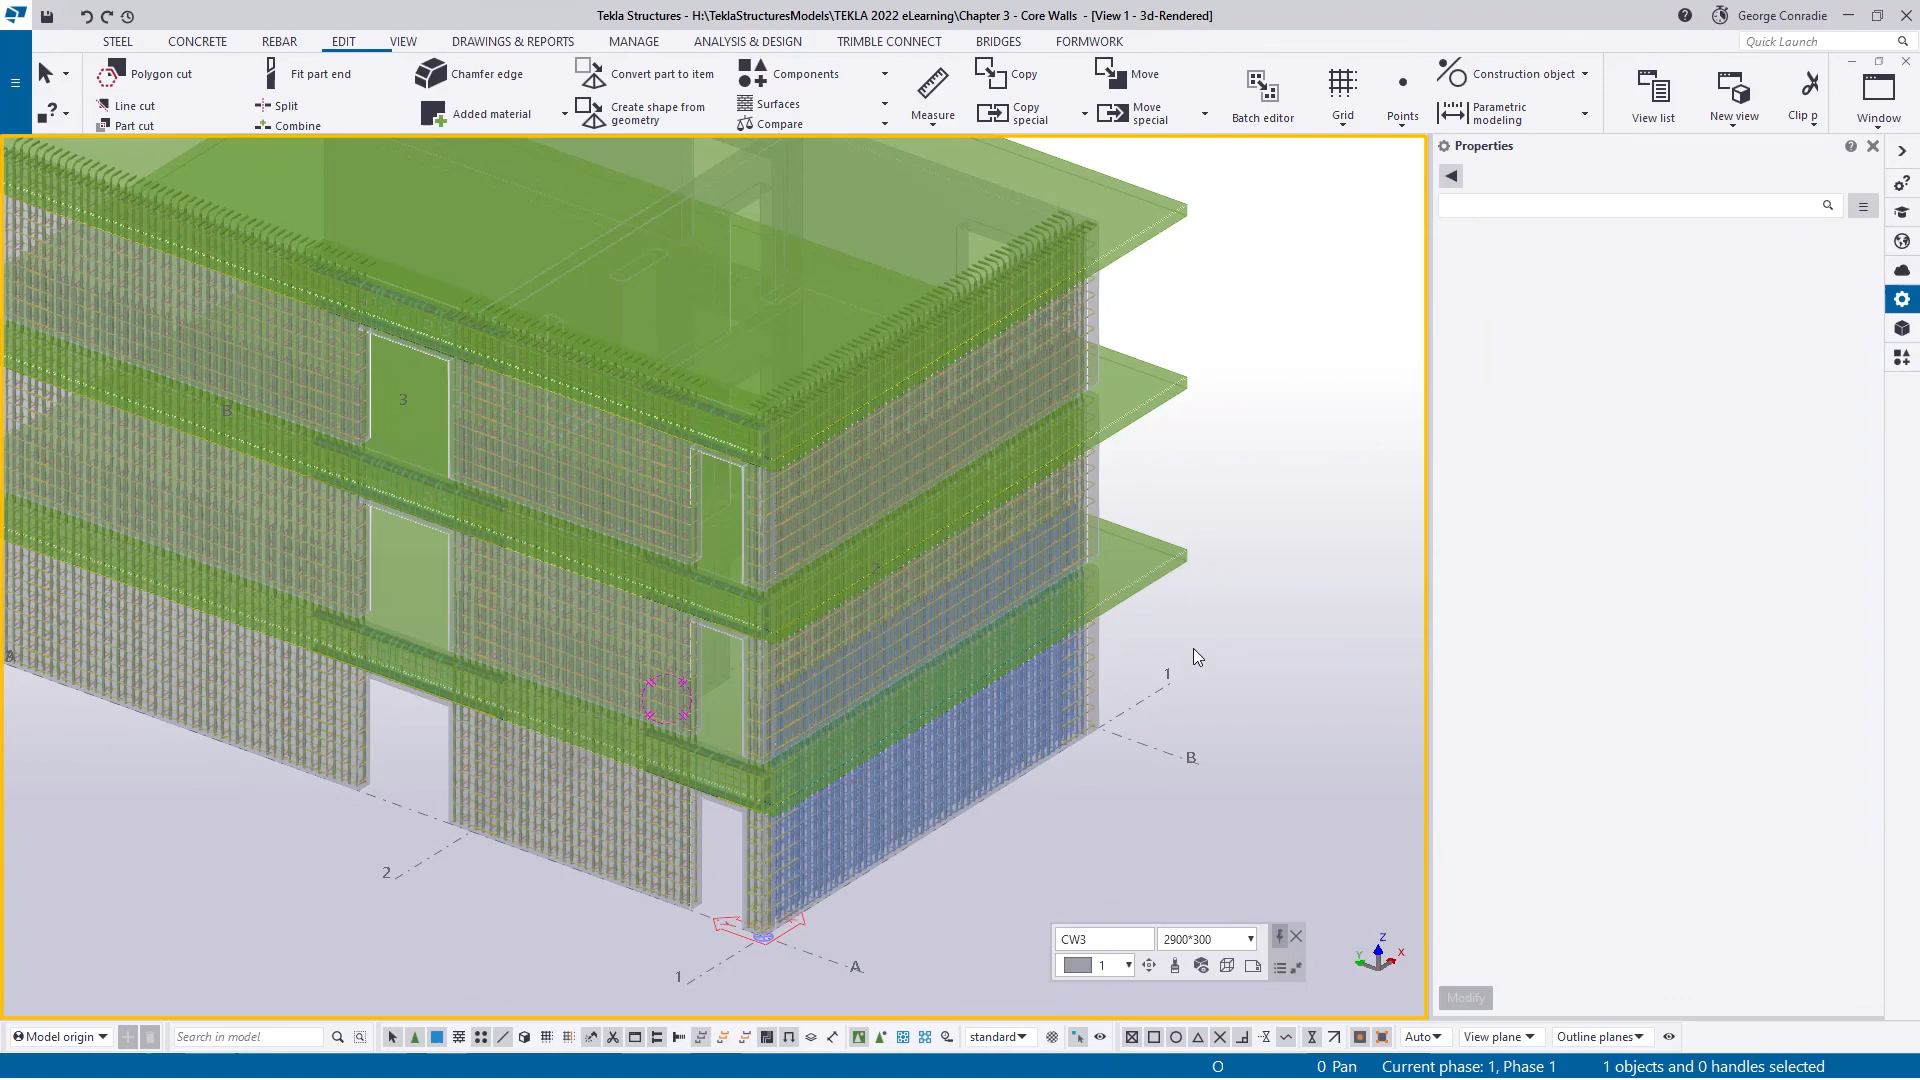 Tekla Structures - H:\TeklaStructuresModels\TEKLA 2022 eLearning\Chapter 3 - Core Walls - [View 1 - 3d-Rendered]
George Conradie
STEEL CONCRETE REBAR EDIT VIEW DRAWINGS & REPORTS MANAGE ANALYSIS & DESIGN TRIMBLE CONNECT BRIDGES FORMWORK
Quick Launch
Polygon cut
Line cut
Part cut
Fit part end
Split
Combine
Chamfer edge
Added material
Convert part to item
Create shape from
geometry
Components
Surfaces
Compare
Measure
Copy
Copy
special
Move
Move
special
Batch editor
Grid
Points
Construction object
Parametric
modeling
View list
New view
Clip p
Window
Properties
3
B
2
A
1
B
2
1
A
CW3
2900*300
1
Z
Y
X
Modify
Model origin
Search in model
standard
Auto
View plane
Outline planes
O
0 Pan
Current phase: 1, Phase 1
1 objects and 0 handles selected